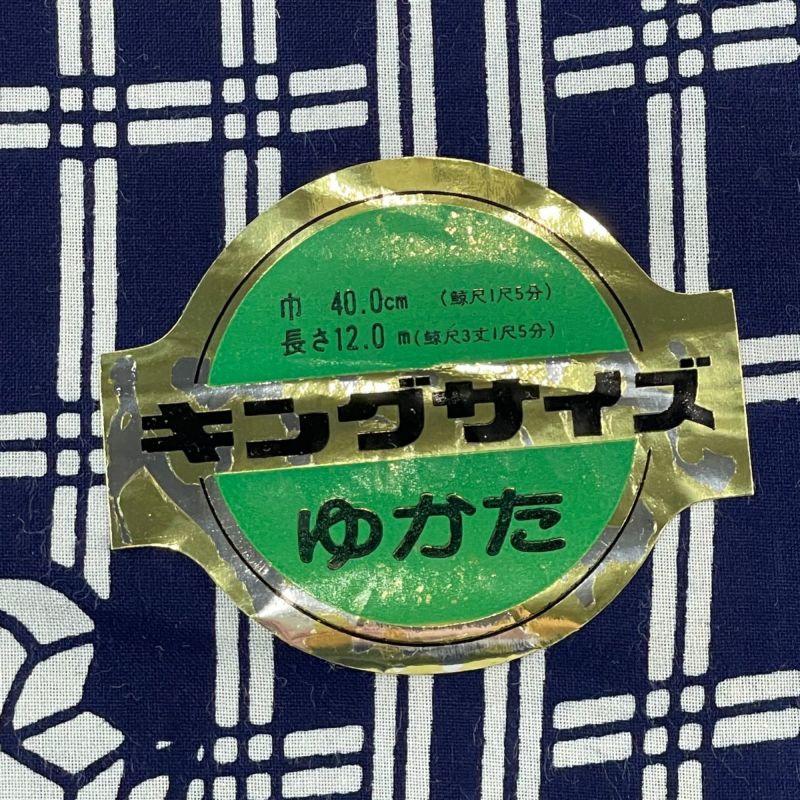 巾 40.0cm (鯨尺1尺5分)
長さ12.0m(鯨尺3丈1尺5分)
キングサイズ
ゆかた